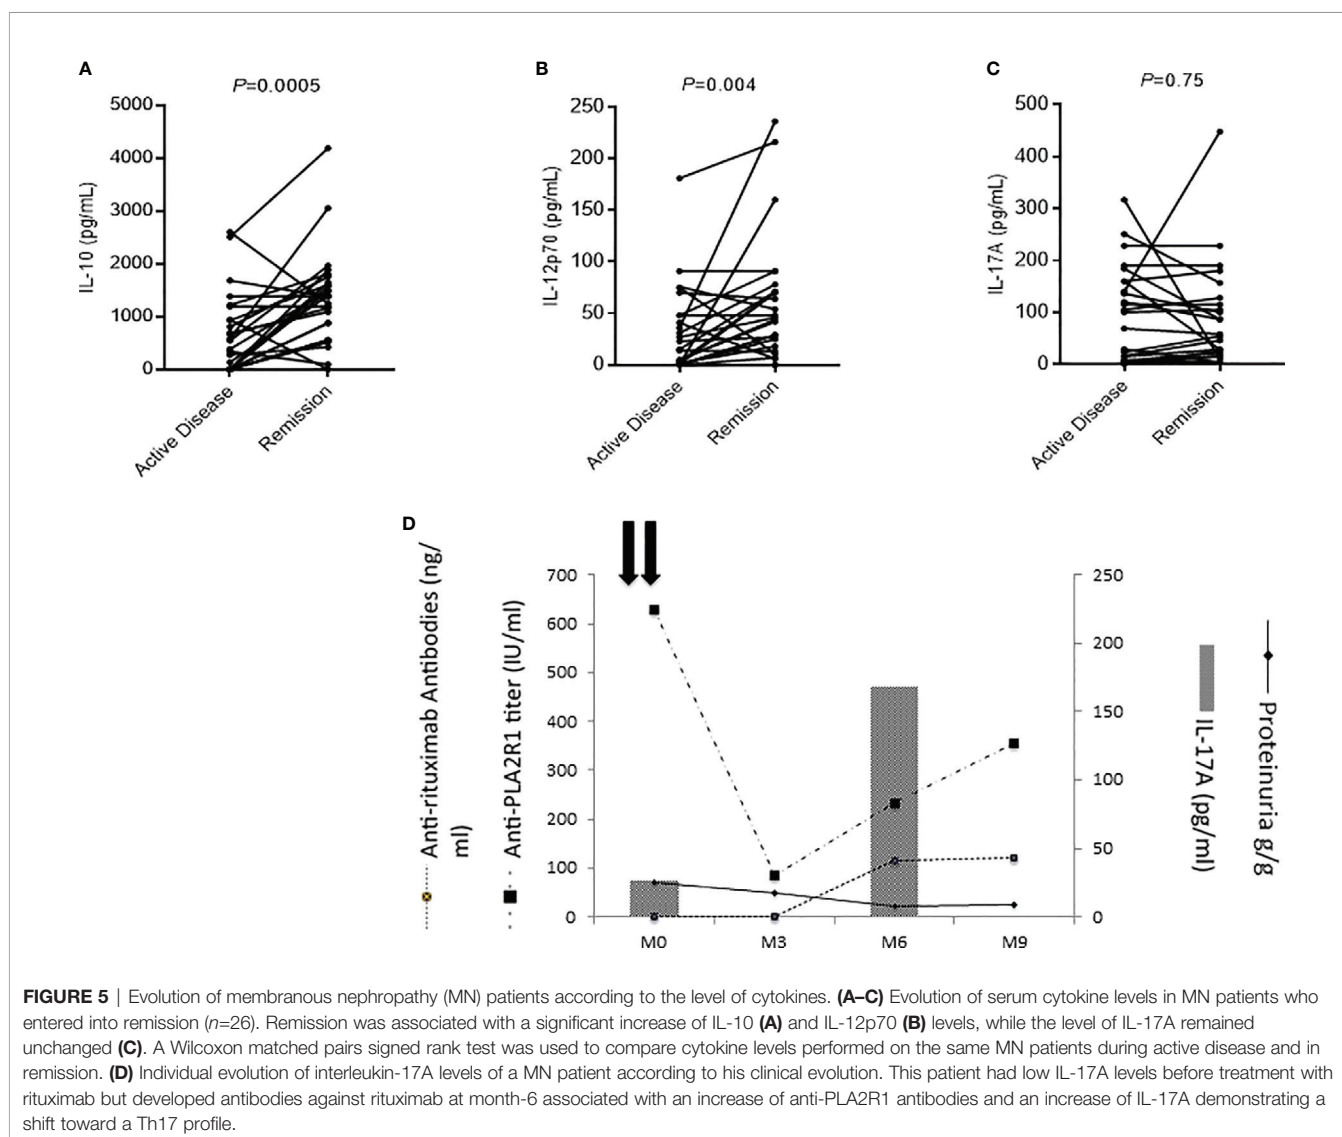 A
P=0.0005
IL-10 (pg/mL)
5000
4000
3000
2000
1000
0
Active Disease
Remission
B
P=0.004
IL-12p70 (pg/mL)
250
200
150
100
50
0
Active Disease
Remission
C
P=0.75
IL-17A (pg/mL)
500
400
300
200
100
0
Active Disease
Remission
D
Anti-rituximab Antibodies (ng/
ml)
Anti-PLA2R1 titer (IU/ml)
700
600
500
400
300
200
100
0
M0
M3
M6
M9
250
200
150
100
50
0
IL-17A (pg/ml)
Proteinuria g/g
FIGURE 5 | Evolution of membranous nephropathy (MN) patients according to the level of cytokines. (A–C) Evolution of serum cytokine levels in MN patients who
entered into remission (n=26). Remission was associated with a significant increase of IL-10 (A) and IL-12p70 (B) levels, while the level of IL-17A remained
unchanged (C). A Wilcoxon matched pairs signed rank test was used to compare cytokine levels performed on the same MN patients during active disease and in
remission. (D) Individual evolution of interleukin-17A levels of a MN patient according to his clinical evolution. This patient had low IL-17A levels before treatment with
rituximab but developed antibodies against rituximab at month-6 associated with an increase of anti-PLA2R1 antibodies and an increase of IL-17A demonstrating a
shift toward a Th17 profile.